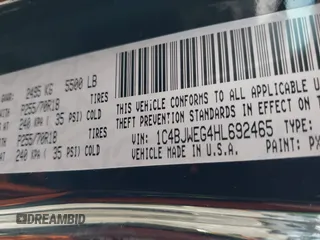 GVWR: 2495 KG 5500 LB
TIRES
P255/70R18
240 KPA ( 35 PSI) COLD
TIRES
P255/70R18
240 KPA ( 35 PSI) COLD
THIS VEHICLE CONFORMS TO ALL APPLICABLE
THEFT PREVENTION STANDARDS IN EFFECT ON
VIN: 1C4BJWEG4HL692465 TYPE:
VEHICLE MADE IN U.S.A. PAINT: PX
DREAMBID